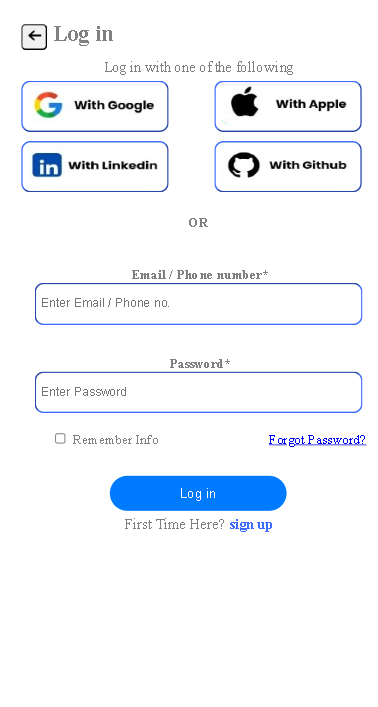 Log in
Log in with one of the following
With Google
With Apple
in With Linkedin
With Github
OR
Email / Phone number*
Enter Email / Phone no.
Password*
Enter Password
Remember Info Forgot Password?
Log in
First Time Here? sign up